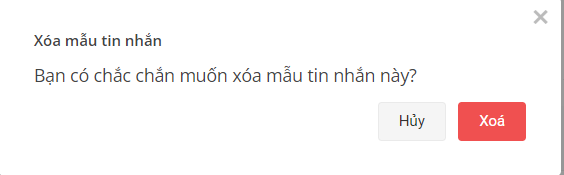 Xóa mẫu tin nhắn
Bạn có chắc chắn muốn xóa mẫu tin nhắn này?
Hủy
Xoá